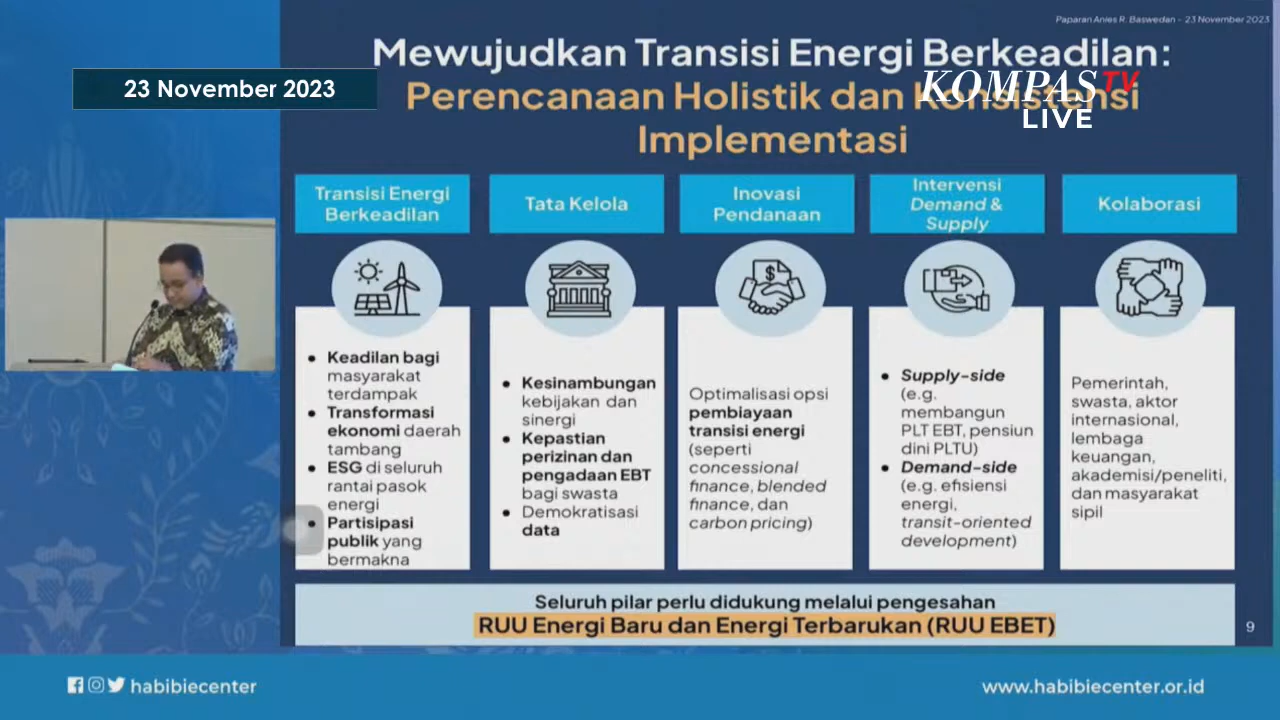 Paparan Anies R. Baswedan - 23 November 2023
Mewujudkan Transisi Energi Berkeadilan:
23 November 2023
Perencanaan Holistik dan Konsistensi
Implementasi
KOMPAS TV
LIVE
Transisi Energi
Berkeadilan
Tata Kelola
Inovasi
Pendanaan
Intervensi
Demand &
Supply
Kolaborasi
$
• Keadilan bagi
masyarakat
terdampak
• Transformasi
ekonomi daerah
tambang
• ESG di seluruh
rantai pasok
energi
• Partisipasi
publik yang
bermakna
• Kesinambungan
kebijakan dan
sinergi
• Kepastian
perizinan dan
pengadaan EBT
bagi swasta
• Demokratisasi
data
Optimalisasi opsi
pembiayaan
transisi energi
(seperti
concessional
finance, blended
finance, dan
carbon pricing)
• Supply-side
(e.g.
membangun
PLT EBT, pensiun
dini PLTU)
• Demand-side
(e.g. efisiensi
energi,
transit-oriented
development)
Pemerintah,
swasta, aktor
internasional,
lembaga
keuangan,
akademisi/peneliti,
dan masyarakat
sipil
Seluruh pilar perlu didukung melalui pengesahan
RUU Energi Baru dan Energi Terbarukan (RUU EBET)
9
habibiecenter
www.habibiecenter.or.id